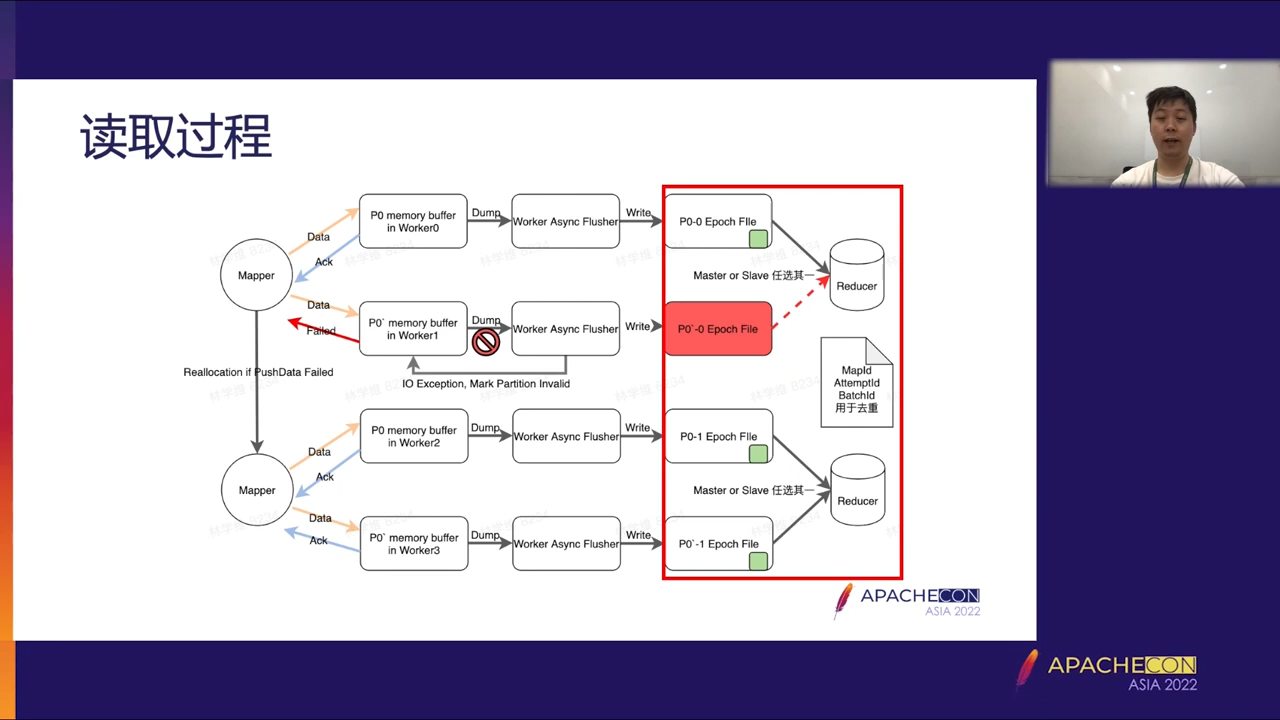 读取过程
P0 memory buffer
in Worker0
Dump
Worker Async Flusher
Write
P0-0 Epoch FIle
Data
Ack
Mapper
Master or Slave 任选其一
Reducer
Data
Failed
P0` memory buffer
in Worker1
Dump
Worker Async Flusher
Write
P0`-0 Epoch File
IO Exception, Mark Partition Invalid
Reallocation if PushData Failed
MapId
AttemptId
BatchId
用于去重
P0 memory buffer
in Worker2
Dump
Worker Async Flusher
Write
P0-1 Epoch FIle
Data
Ack
Mapper
Master or Slave 任选其一
Reducer
Data
Ack
P0` memory buffer
in Worker3
Dump
Worker Async Flusher
Write
P0`-1 Epoch File
林学维 8234
APACHECON
ASIA 2022
APACHECON
ASIA 2022